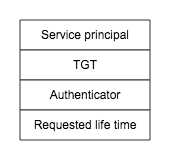 Service principal
TGT
Authenticator
Requested life time